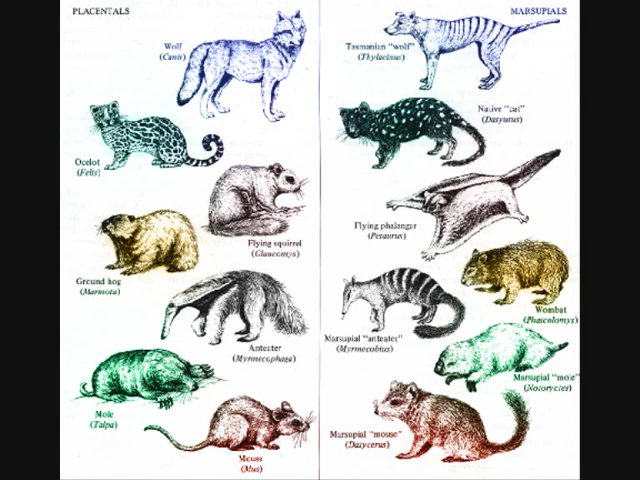 PLACENTALS
Wolf
(Canis)
Ocelot
(Felis)
Flying squirrel
(Glaucomys)
Ground hog
(Marmota)
Anteater
(Myrmecophaga)
Mole
(Talpa)
Mouse
(Mus)
MARSUPIALS
Tasmanian "wolf"
(Thylacinus)
Native "cat"
(Dasyurus)
Flying phalanger
(Petaurus)
Wombat
(Phascolomys)
Marsupial "anteater"
(Myrmecobius)
Marsupial "mole"
(Notoryctes)
Marsupial "mouse"
(Dasycerus)